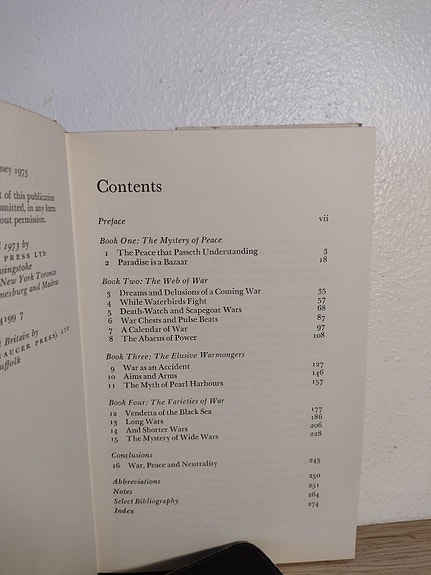 ney 1973
t of this publication
smitted, in any form
out permission.
1973 by
PRESS LTD
singstoke
New York Toronto
nesburg and Madras
4199 7
Britain by
AUCER PRESS), LTD
uffolk
Contents
Preface vii
Book One: The Mystery of Peace
1 The Peace that Passeth Understanding 3
2 Paradise is a Bazaar 18
Book Two: The Web of War
3 Dreams and Delusions of a Coming War 35
4 While Waterbirds Fight 57
5 Death-Watch and Scapegoat Wars 68
6 War Chests and Pulse Beats 87
7 A Calendar of War 97
8 The Abacus of Power 108
Book Three: The Elusive Warmongers
9 War as an Accident 127
10 Aims and Arms 146
11 The Myth of Pearl Harbours 157
Book Four: The Varieties of War
12 Vendetta of the Black Sea 177
13 Long Wars 186
14 And Shorter Wars 206
15 The Mystery of Wide Wars 228
Conclusions
16 War, Peace and Neutrality 245
Abbreviations 250
Notes 251
Select Bibliography 264
Index 274